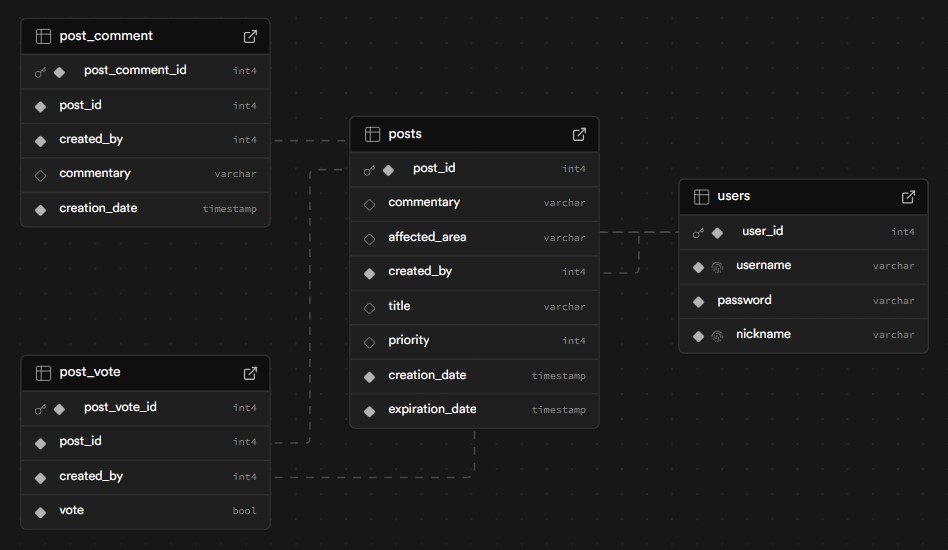 post_comment
post_comment_id int4
post_id int4
created_by int4
commentary varchar
creation_date timestamp
posts
post_id int4
commentary varchar
affected_area varchar
created_by int4
title varchar
priority int4
creation_date timestamp
expiration_date timestamp
users
user_id int4
username varchar
password varchar
nickname varchar
post_vote
post_vote_id int4
post_id int4
created_by int4
vote bool